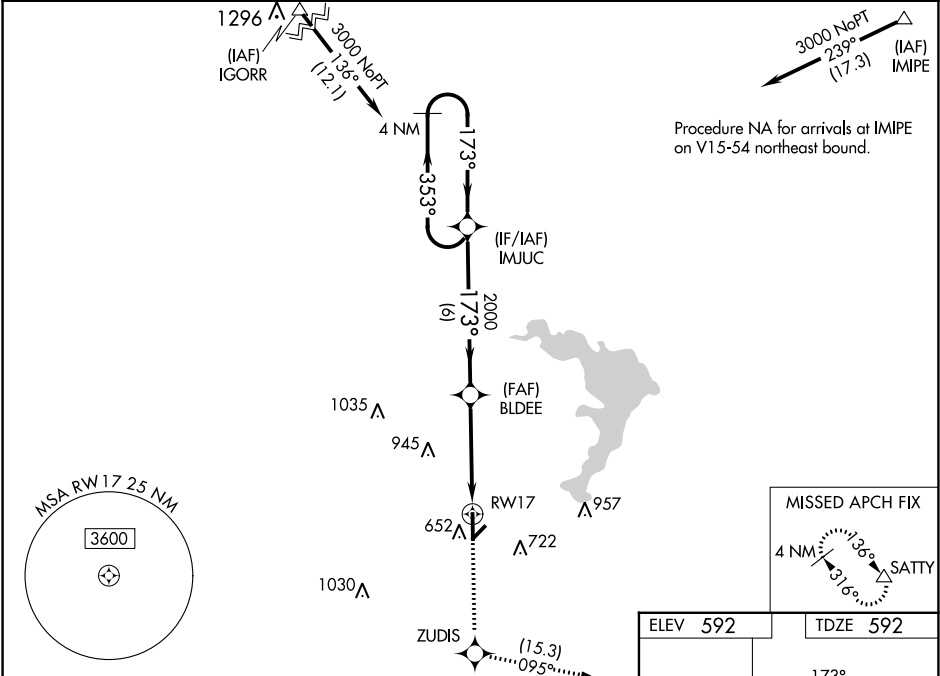 1296
(IAF)
IGORR
3000 NoPT
136°
(12.1)
3000 NoPT
239°
(17.3)
(IAF)
IMIPE
Procedure NA for arrivals at IMIPE
on V15-54 northeast bound.
4 NM
173°
353°
(IF/IAF)
IMJUC
2000
173°
(6)
(FAF)
BLDEE
1035
945
RW17
957
652
722
1030
MSA RW17 25 NM
3600
MISSED APCH FIX
4 NM
136°
316°
SATTY
ZUDIS
(15.3)
095°
ELEV 592
TDZE 592
173°